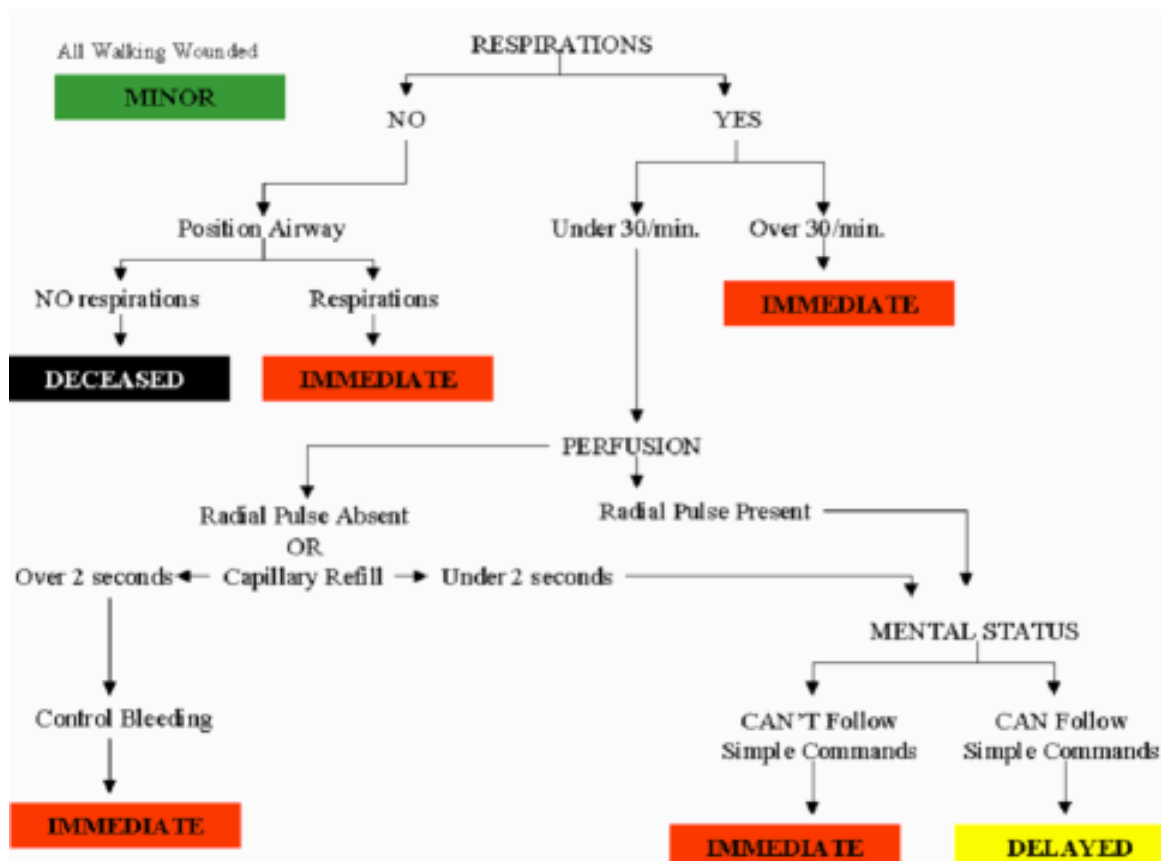 All Walking Wounded
MINOR
RESPIRATIONS
NO
YES
Position Airway
Under 30/min.
Over 30/min.
NO respirations
Respirations
IMMEDIATE
DECEASED
IMMEDIATE
PERFUSION
Radial Pulse Absent
Radial Pulse Present
OR
Over 2 seconds
Capillary Refill
Under 2 seconds
MENTAL STATUS
Control Bleeding
CAN'T Follow
Simple Commands
CAN Follow
Simple Commands
IMMEDIATE
IMMEDIATE
DELAYED